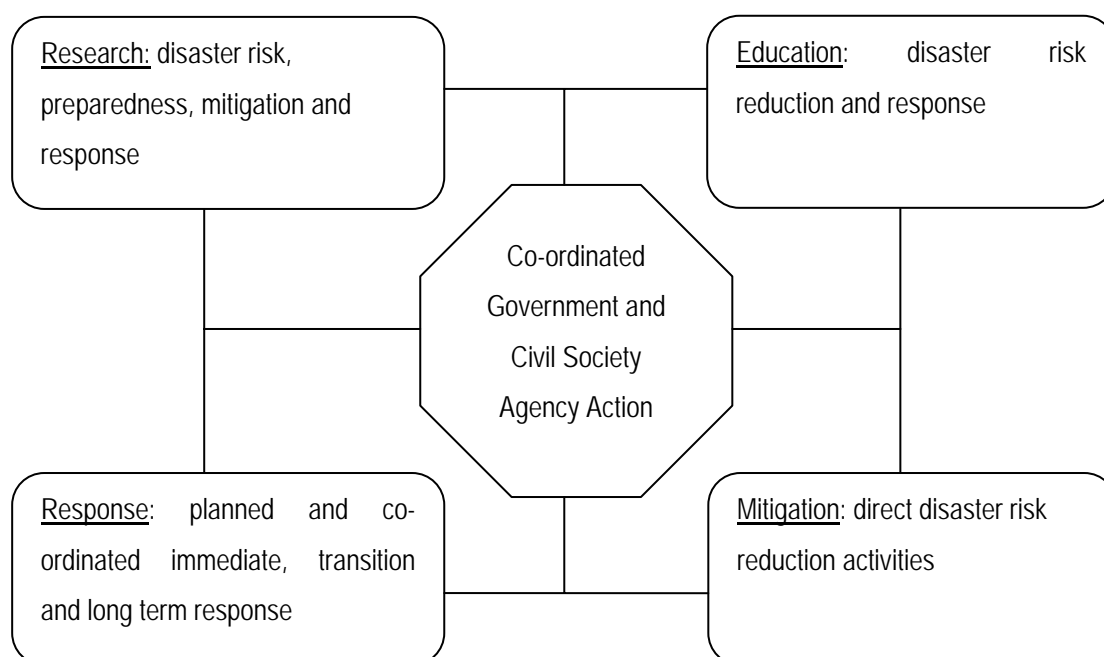 Research: disaster risk,
preparedness, mitigation and
response
Education: disaster risk
reduction and response
Co-ordinated
Government and
Civil Society
Agency Action
Response: planned and co-
ordinated immediate, transition
and long term response
Mitigation: direct disaster risk
reduction activities